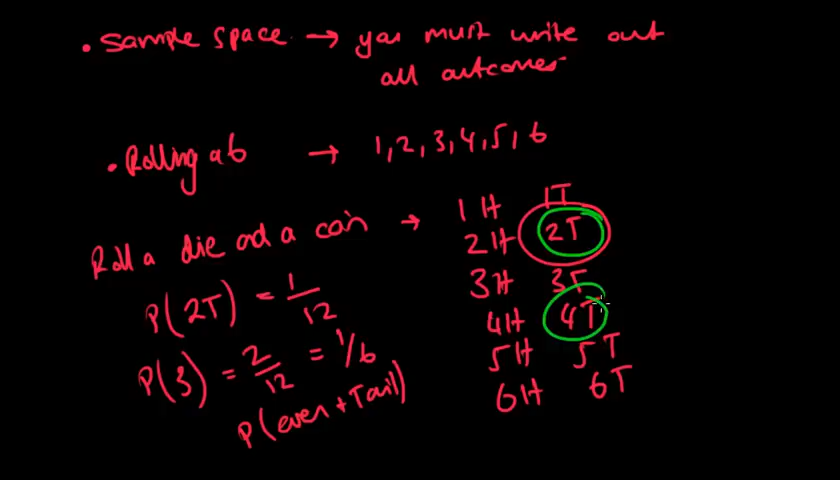 • Sample space → you must write out
all outcomes
• Rolling a 6 → 1, 2, 3, 4, 5, 6
Roll a die and a coin → 1H 1T
2H 2T
3H 3T
4H 4T
5H 5T
6H 6T
P(2T) = 1/12
P(3) = 2/12 = 1/6
P(even + Tail)